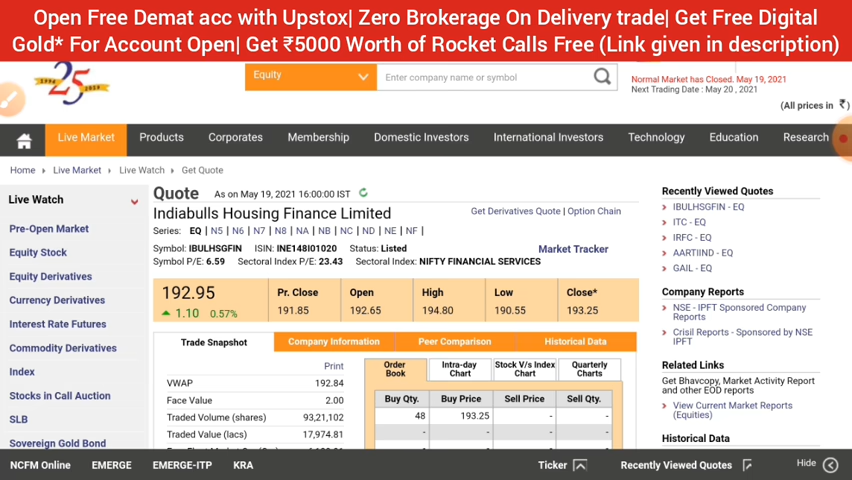 Open Free Demat acc with Upstox| Zero Brokerage On Delivery trade| Get Free Digital
Gold* For Account Open| Get ₹5000 Worth of Rocket Calls Free (Link given in description)
25
Equity
Enter company name or symbol
Normal Market has Closed. May 19, 2021
Next Trading Date : May 20 , 2021
(All prices in ₹)
Live Market Products Corporates Membership Domestic Investors International Investors Technology Education Research
Home Live Market Live Watch Get Quote
Live Watch
Pre-Open Market
Equity Stock
Equity Derivatives
Currency Derivatives
Interest Rate Futures
Commodity Derivatives
Index
Stocks in Call Auction
SLB
Sovereign Gold Bond
Quote As on May 19, 2021 16:00:00 IST
Indiabulls Housing Finance Limited
Get Derivatives Quote | Option Chain
Series: EQ | N5 | N6 | N7 | N8 | NA | NB | NC | ND | NE | NF |
Symbol: IBULHSGFIN ISIN: INE148I01020 Status: Listed
Market Tracker
Symbol P/E: 6.59 Sectoral Index P/E: 23.43 Sectoral Index: NIFTY FINANCIAL SERVICES
192.95
1.10 0.57%
Pr. Close Open High Low Close*
191.85 192.65 194.80 190.55 193.25
Trade Snapshot Company Information Peer Comparison Historical Data
Print
VWAP 192.84
Face Value 2.00
Traded Volume (shares) 93,21,102
Traded Value (lacs) 17,974.81
Order Book
Intra-day Chart
Stock V/s Index Chart
Quarterly Charts
Buy Qty. Buy Price Sell Price Sell Qty.
48 193.25 - -
- - - -
Recently Viewed Quotes
IBULHSGFIN - EQ
ITC - EQ
IRFC - EQ
AARTIIND - EQ
GAIL - EQ
Company Reports
NSE - IPFT Sponsored Company
Reports
Crisil Reports - Sponsored by NSE
IPFT
Related Links
Get Bhavcopy, Market Activity Report
and other EOD reports
View Current Market Reports
(Equities)
Historical Data
NCFM Online EMERGE EMERGE-ITP KRA
Ticker Recently Viewed Quotes Hide